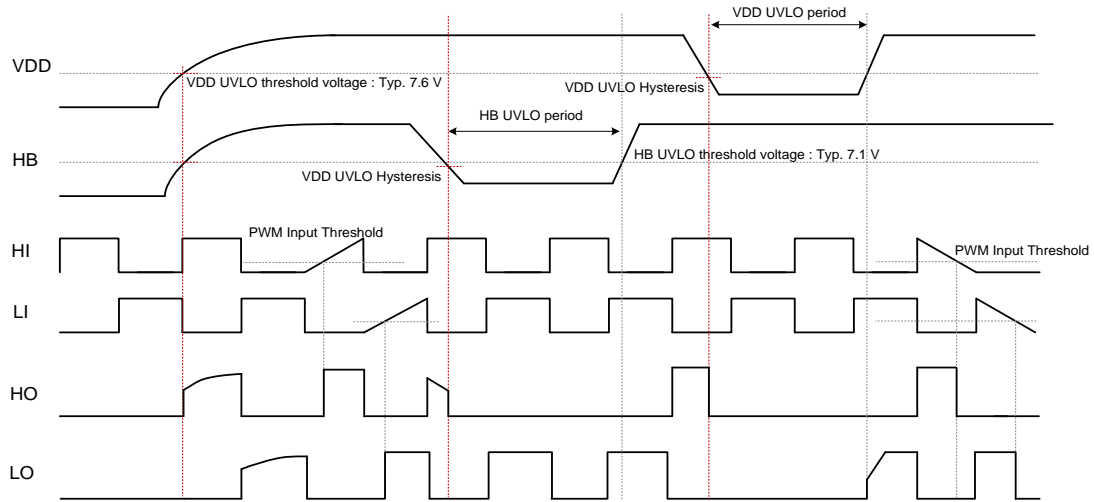 VDD UVLO period
VDD
VDD UVLO threshold voltage : Typ. 7.6 V
VDD UVLO Hysteresis
HB UVLO period
HB
HB UVLO threshold voltage : Typ. 7.1 V
VDD UVLO Hysteresis
HI
PWM Input Threshold
PWM Input Threshold
LI
HO
LO